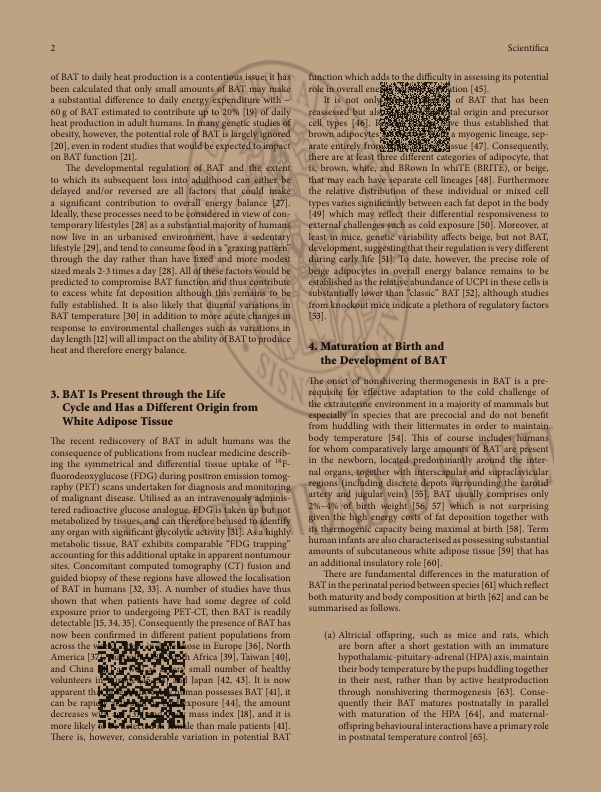 2
Scientifica
of BAT to daily heat production is a contentious issue; it has
been calculated that only small amounts of BAT may make
a substantial difference to daily energy expenditure with ∼
60 g of BAT estimated to contribute up to 20% [19] of daily
heat production in adult humans. In many genetic studies of
obesity, however, the potential role of BAT is largely ignored
[20], even in rodent studies that would be expected to impact
on BAT function [21].
The developmental regulation of BAT and the extent
to which its subsequent loss into adulthood can either be
delayed and/or reversed are all factors that could make
a significant contribution to overall energy balance [27].
Ideally, these processes need to be considered in view of con-
temporary lifestyles [28] as a substantial majority of humans
now live in an urbanised environment, have a sedentary
lifestyle [29], and tend to consume food in a “grazing pattern”
through the day rather than have fixed and more modest
sized meals 2-3 times a day [28]. All of these factors would be
predicted to compromise BAT function and thus contribute
to excess white fat deposition although this remains to be
fully established. It is also likely that diurnal variations in
BAT temperature [30] in addition to more acute changes in
response to environmental challenges such as variations in
day length [12] will all impact on the ability of BAT to produce
heat and therefore energy balance.
3. BAT Is Present through the Life
Cycle and Has a Different Origin from
White Adipose Tissue
The recent rediscovery of BAT in adult humans was the
consequence of publications from nuclear medicine describ-
ing the symmetrical and differential tissue uptake of 18F-
fluorodeoxyglucose (FDG) during positron emission tomog-
raphy (PET) scans undertaken for diagnosis and monitoring
of malignant disease. Utilised as an intravenously adminis-
tered radioactive glucose analogue, FDG is taken up but not
metabolized by tissues, and can therefore be used to identify
any organ with significant glycolytic activity [31]. As a highly
metabolic tissue, BAT exhibits comparable “FDG trapping”
accounting for this additional uptake in apparent nontumour
sites. Concomitant computed tomography (CT) fusion and
guided biopsy of these regions have allowed the localisation
of BAT in humans [32, 33]. A number of studies have thus
shown that when patients have had some degree of cold
exposure prior to undergoing PET-CT, then BAT is readily
detectable [15, 34, 35]. Consequently the presence of BAT has
now been confirmed in different patient populations from
across the those in Europe [36], North
America [37 Africa [39], Taiwan [40],
and China small number of healthy
volunteers in Japan [42, 43]. It is now
apparent human possesses BAT [41], it
can be exposure [44], the amount
decreases mass index [18], and it is
more likely than male patients [41].
There is, however, considerable variation in potential BAT
function which adds to the difficulty in assessing its potential
role in overall [45].
It is not only of BAT that has been
reassessed but origin and precursor
cell types [46]. thus established that
brown adipocytes a myogenic lineage, sep-
arate entirely from [47]. Consequently,
there are at least three different categories of adipocyte, that
is, brown, white, and BRown In whiTE (BRITE), or beige,
that may each have separate cell lineages [48]. Furthermore
the relative distribution of these individual or mixed cell
types varies significantly between each fat depot in the body
[49] which may reflect their differential responsiveness to
external challenges such as cold exposure [50]. Moreover, at
least in mice, genetic variability affects beige, but not BAT,
development, suggesting that their regulation is very different
during early life [51]. To date, however, the precise role of
beige adipocytes in overall energy balance remains to be
established as the relative abundance of UCP1 in these cells is
substantially lower than “classic” BAT [52], although studies
from knockout mice indicate a plethora of regulatory factors
[53].
4. Maturation at Birth and
the Development of BAT
The onset of nonshivering thermogenesis in BAT is a pre-
requisite for effective adaptation to the cold challenge of
the extrauterine environment in a majority of mammals but
especially in species that are precocial and do not benefit
from huddling with their littermates in order to maintain
body temperature [54]. This of course includes humans
for whom comparatively large amounts of BAT are present
in the newborn, located predominantly around the inter-
nal organs, together with interscapular and supraclavicular
regions (including discrete depots surrounding the carotid
artery and jugular vein) [55]. BAT usually comprises only
2%–4% of birth weight [56, 57] which is not surprising
given the high energy costs of fat deposition together with
its thermogenic capacity being maximal at birth [58]. Term
human infants are also characterised as possessing substantial
amounts of subcutaneous white adipose tissue [59] that has
an additional insulatory role [60].
There are fundamental differences in the maturation of
BAT in the perinatal period between species [61] which reflect
both maturity and body composition at birth [62] and can be
summarised as follows.
(a) Altricial offspring, such as mice and rats, which
are born after a short gestation with an immature
hypothalamic-pituitary-adrenal (HPA) axis, maintain
their body temperature by the pups huddling together
in their nest, rather than by active heat production
through nonshivering thermogenesis [63]. Conse-
quently their BAT matures postnatally in parallel
with maturation of the HPA [64], and maternal-
offspring behavioural interactions have a primary role
in postnatal temperature control [65].